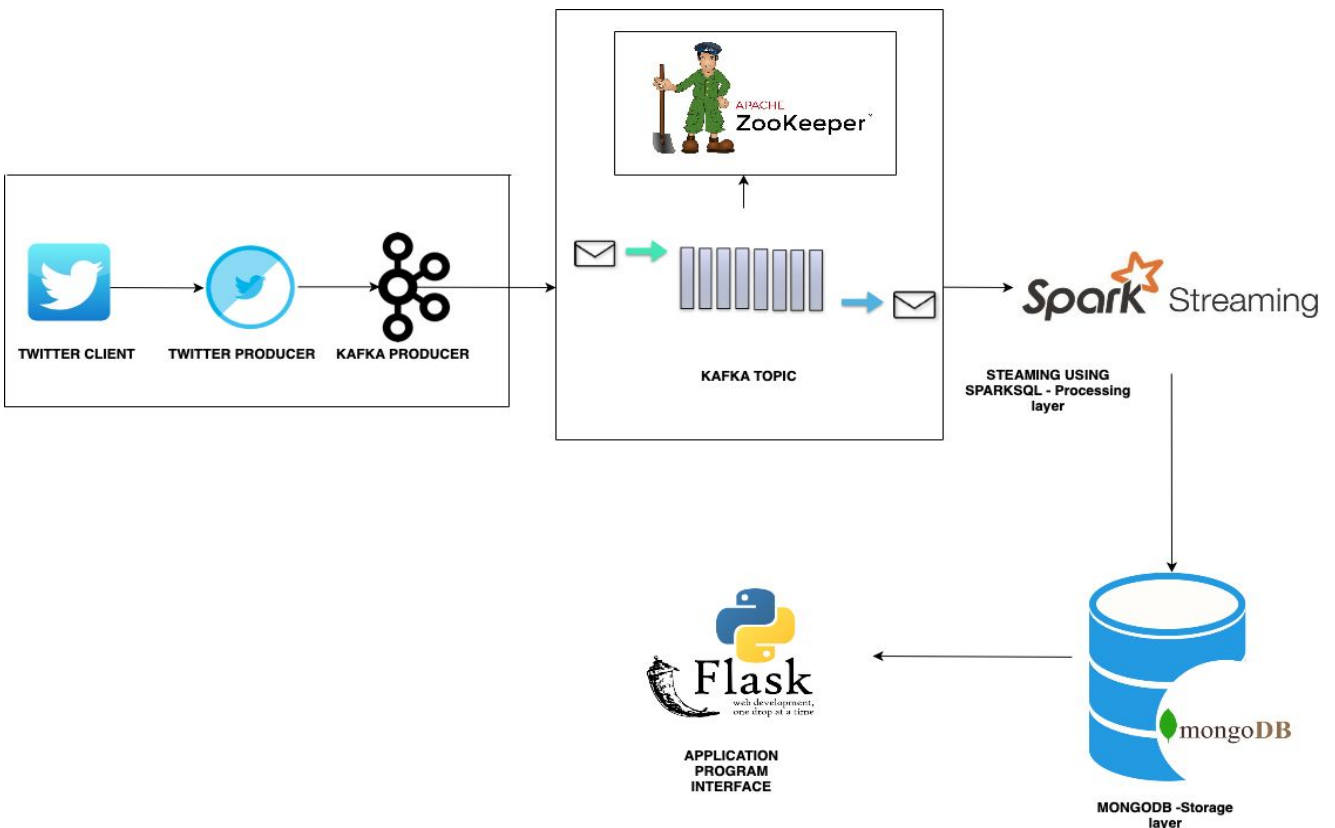 APACHE
ZooKeeper™
TWITTER CLIENT
TWITTER PRODUCER
KAFKA PRODUCER
KAFKA TOPIC
Spark Streaming
STEAMING USING
SPARKSQL - Processing
layer
Flask
web development,
one drop at a time
APPLICATION
PROGRAM
INTERFACE
mongoDB
MONGODB -Storage
layer